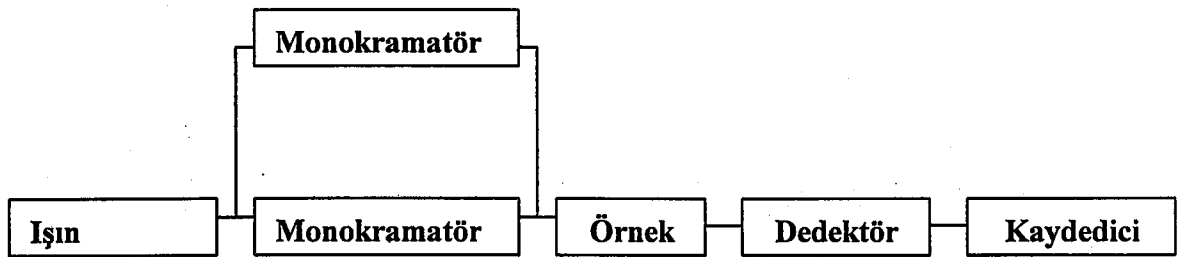 Monokramatör
Işın
Monokramatör
Örnek
Dedektör
Kaydedici